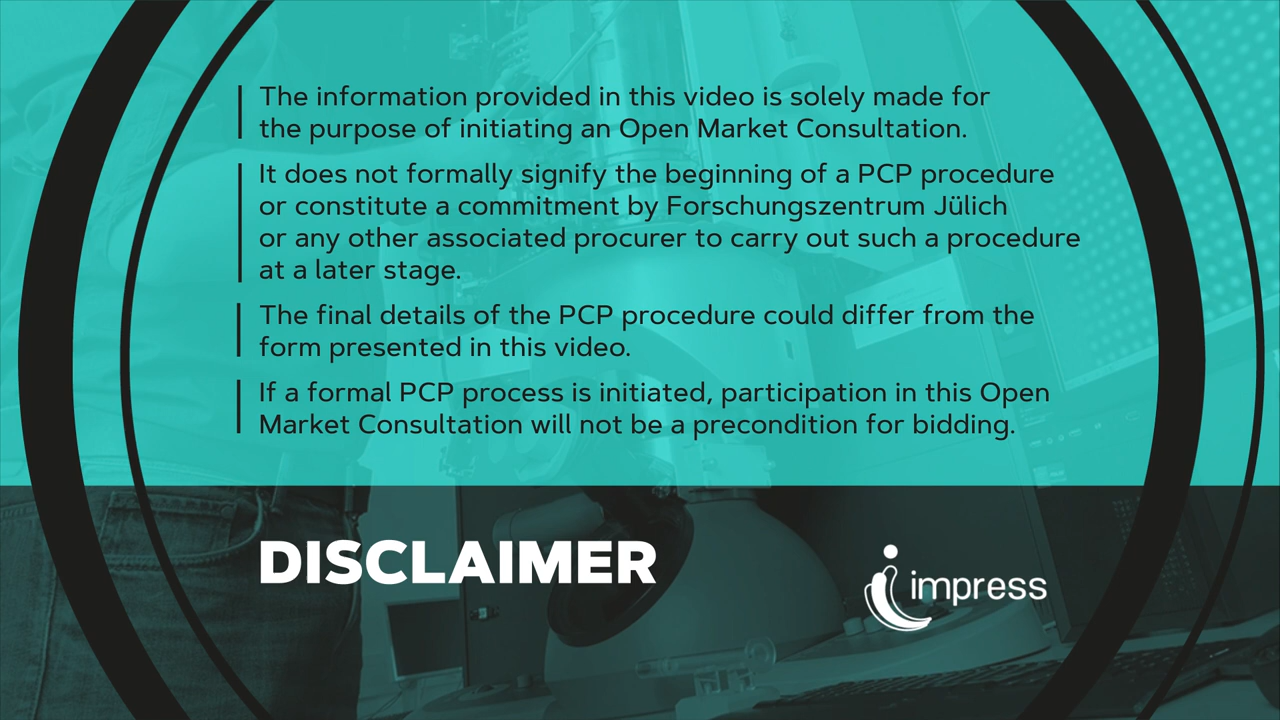 The information provided in this video is solely made for
the purpose of initiating an Open Market Consultation.
It does not formally signify the beginning of a PCP procedure
or constitute a commitment by Forschungszentrum Jülich
or any other associated procurer to carry out such a procedure
at a later stage.
The final details of the PCP procedure could differ from the
form presented in this video.
If a formal PCP process is initiated, participation in this Open
Market Consultation will not be a precondition for bidding.
DISCLAIMER
impress